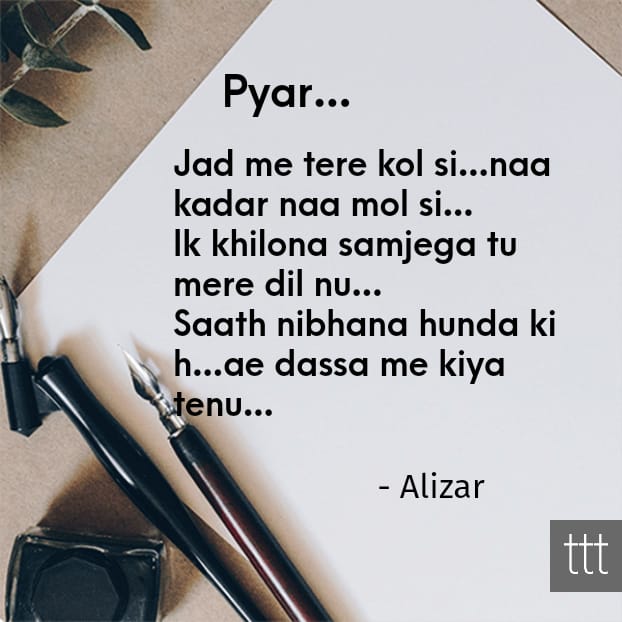 Pyar...
Jad me tere kol si...naa
kadar naa mol si...
Ik khilona samjega tu
mere dil nu...
Saath nibhana hunda ki
h...ae dassa me kiya
tenu...
- Alizar
ttt